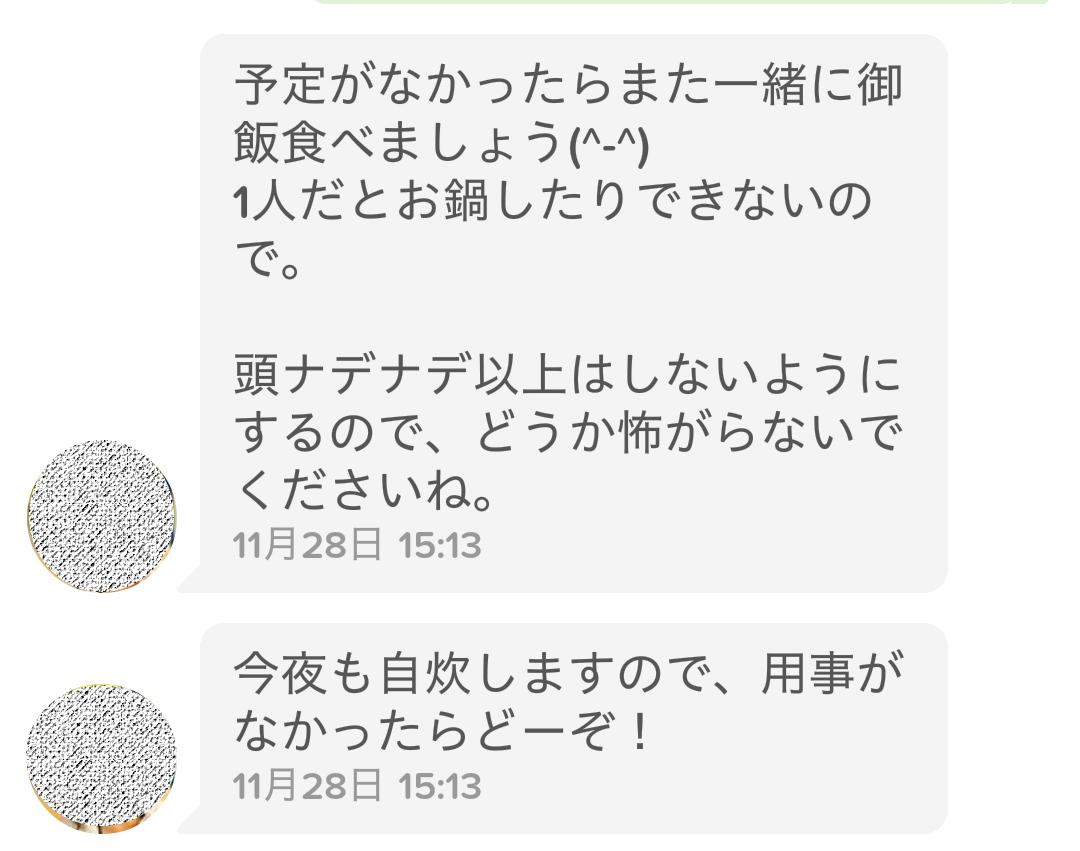 予定がなかったらまた一緒に御
飯食べましょう(^-^)
1人だとお鍋したりできないの
で。
頭ナデナデ以上はしないように
するので、どうか怖がらないで
くださいね。
11月28日 15:13
今夜も自炊しますので、用事が
なかったらどーぞ！
11月28日 15:13